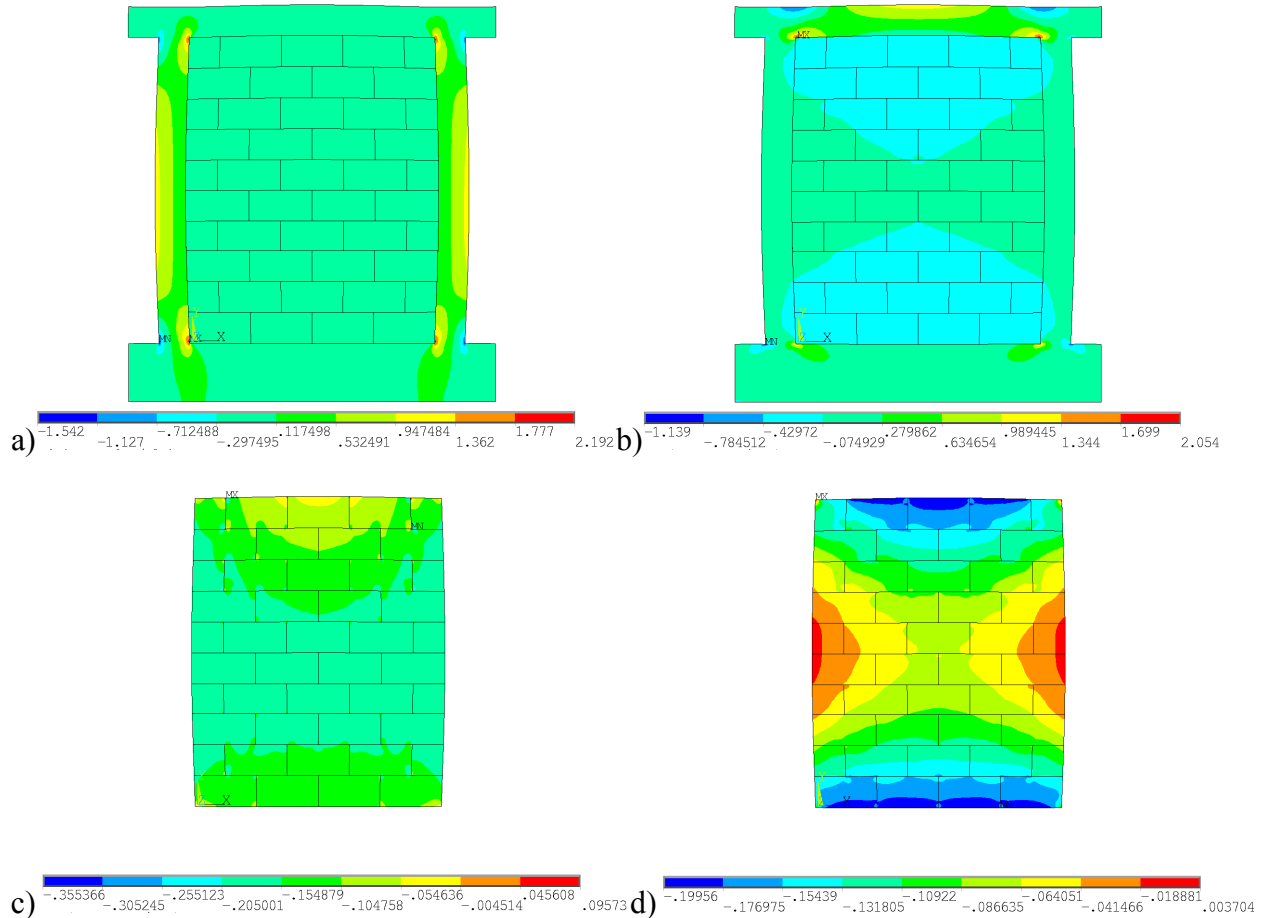 MX
MN MX X
MN X
-1.542 -.712488 .117498 .947484 1.777
a) -1.127 -.297495 .532491 1.362 2.192
-1.139 -.42972 .279862 .989445 1.699
b) -.784512 -.074929 .634654 1.344 2.054
MX
MN
MX
X
Y
X
-.355366 -.255123 -.154879 -.054636 .045608
c) -.305245 -.205001 -.104758 -.004514 .09573
-.19956 -.15439 -.10922 -.064051 -.018881
d) -.176975 -.131805 -.086635 -.041466 .003704